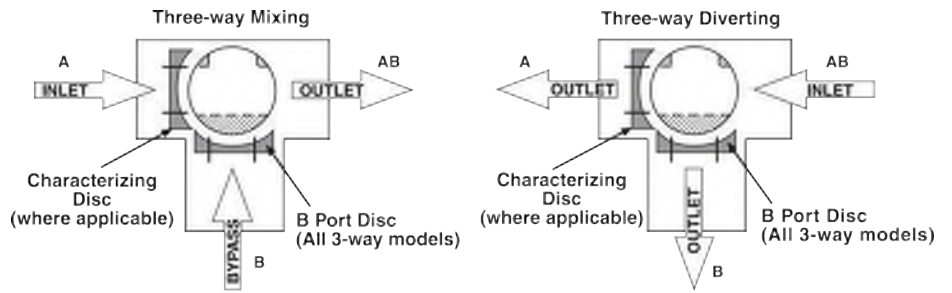 Three-way Mixing
A
INLET
AB
OUTLET
Characterizing
Disc
(where applicable)
B Port Disc
(All 3-way models)
BYPASS
B
Three-way Diverting
A
OUTLET
AB
INLET
Characterizing
Disc
(where applicable)
B Port Disc
(All 3-way models)
OUTLET
B